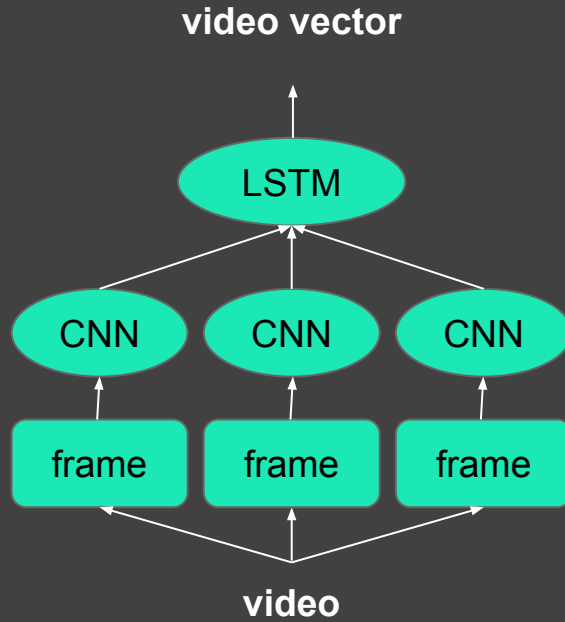 video vector
LSTM
CNN CNN CNN
frame frame frame
video